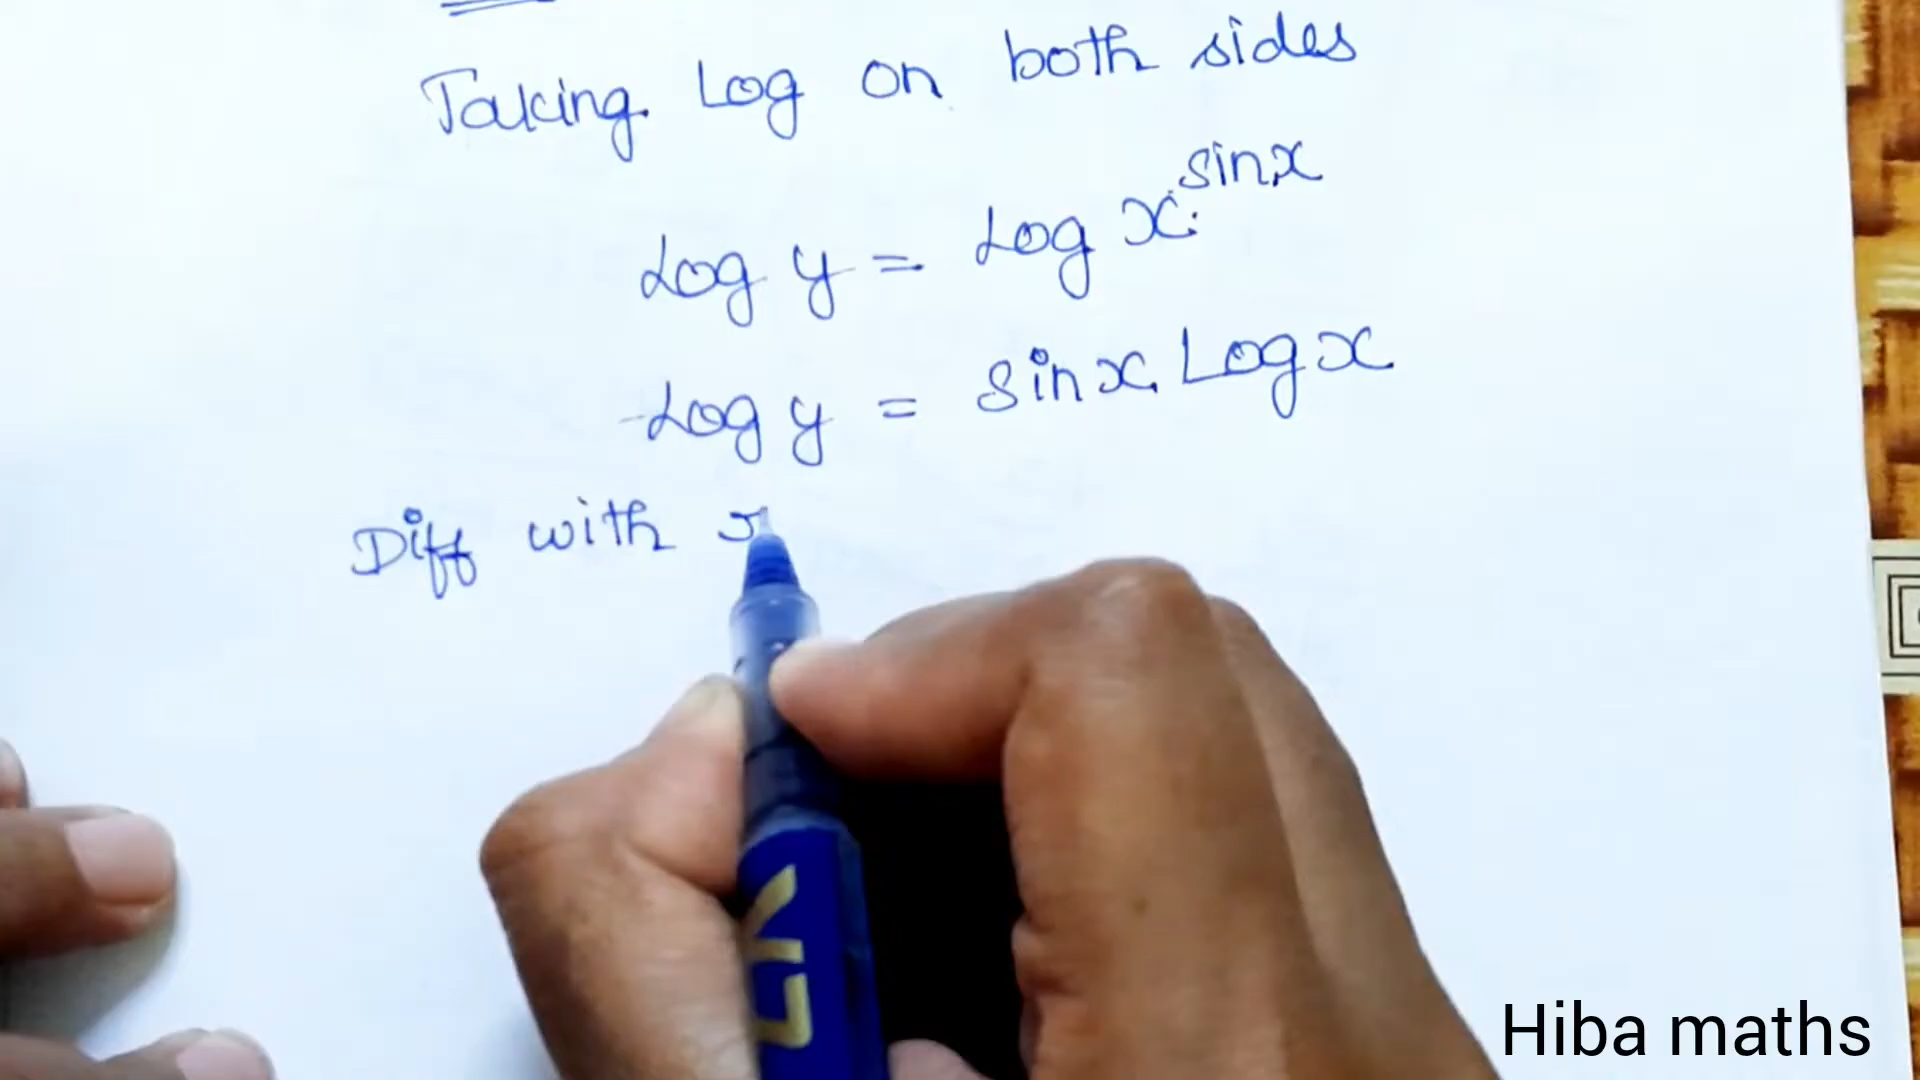 Taking Log on both sides
Log y = Log x^sinx
Log y = sinx Log x
Diff with
Hiba maths